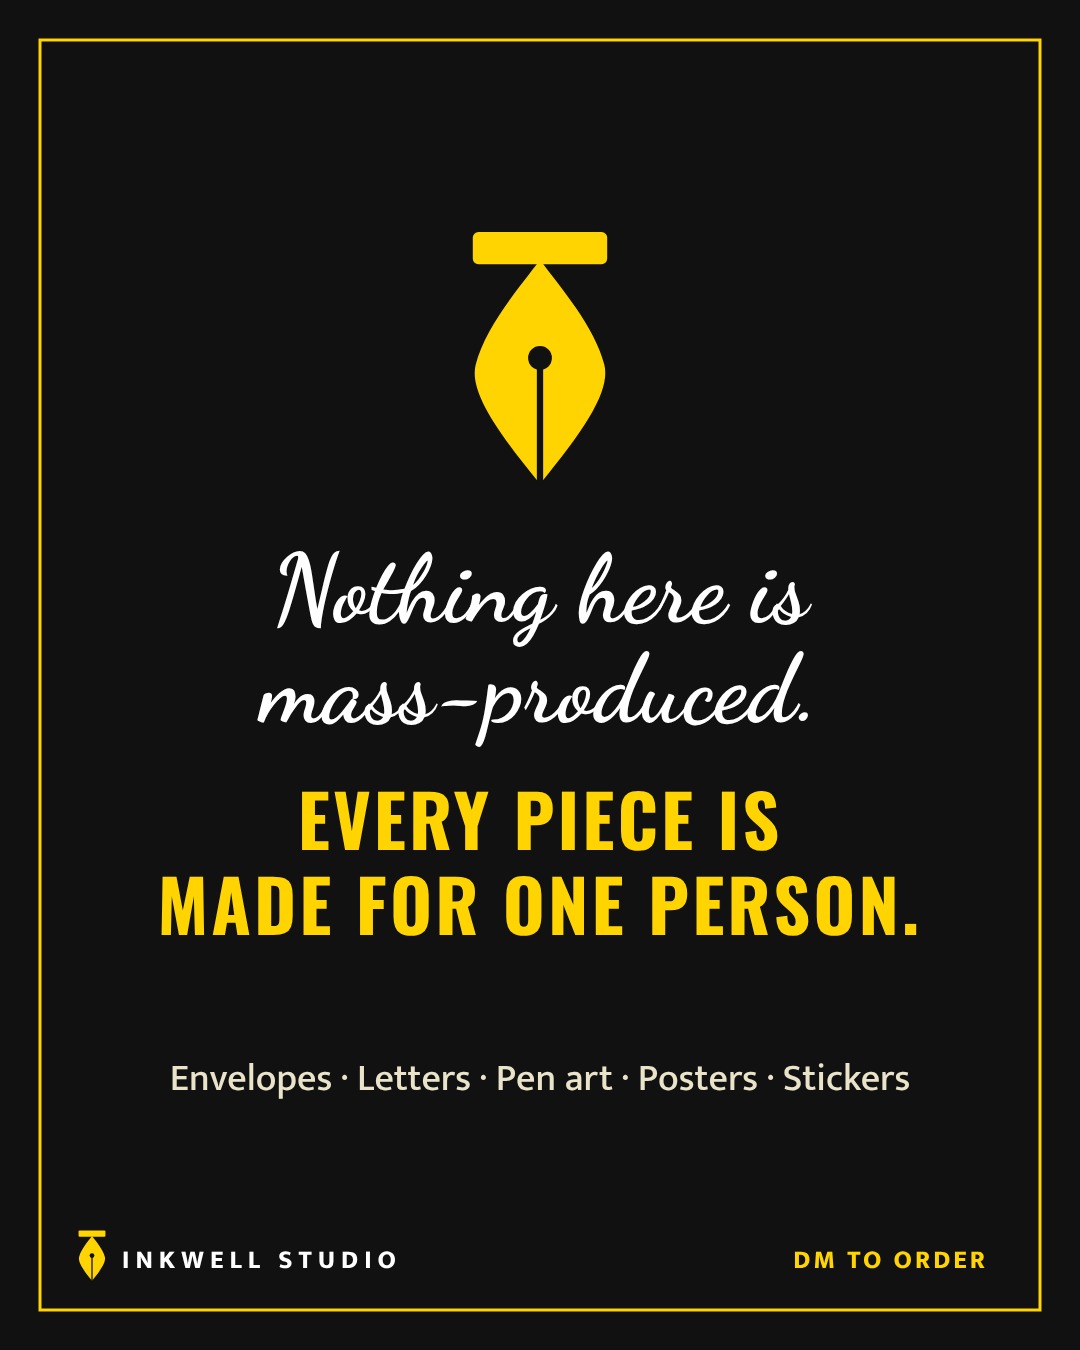 Nothing here is
mass-produced.
EVERY PIECE IS
MADE FOR ONE PERSON.
Envelopes · Letters · Pen art · Posters · Stickers
INKWELL STUDIO
DM TO ORDER